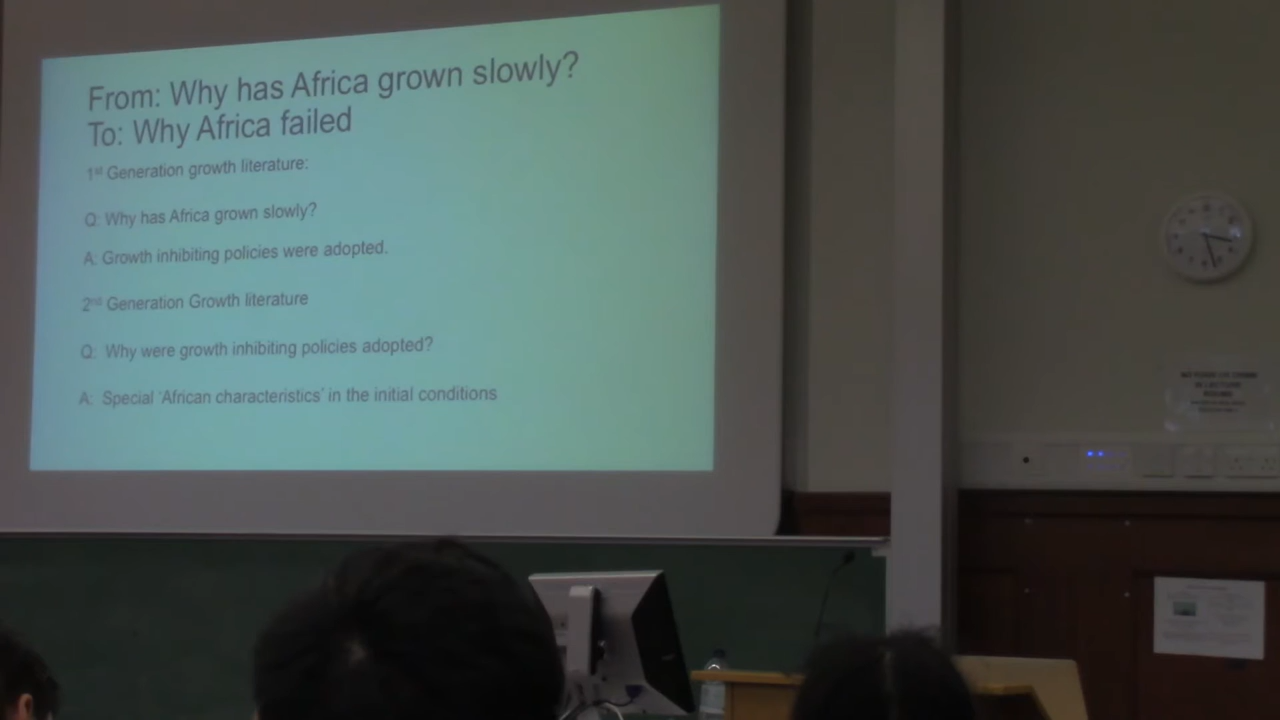 From: Why has Africa grown slowly?
To: Why Africa failed
1st Generation growth literature:
Q: Why has Africa grown slowly?
A: Growth inhibiting policies were adopted.
2nd Generation Growth literature
Q: Why were growth inhibiting policies adopted?
A: Special 'African characteristics' in the initial conditions